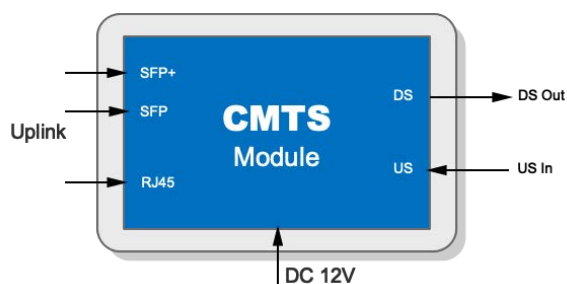 SFP+
DS
DS Out
SFP
CMTS
Uplink
Module
US
US In
RJ45
DC 12V